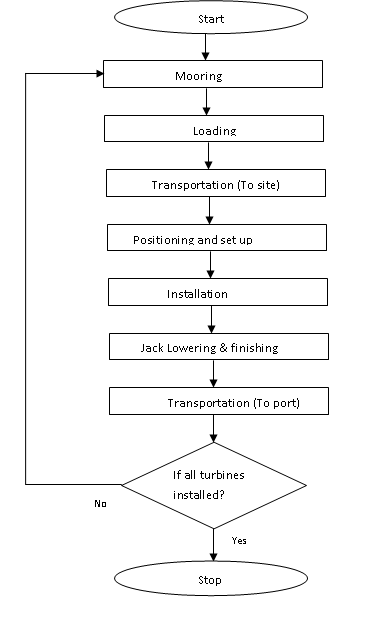 Start
Mooring
Loading
Transportation (To site)
Positioning and set up
Installation
Jack Lowering & finishing
Transportation (To port)
If all turbines
installed?
No
Yes
Stop